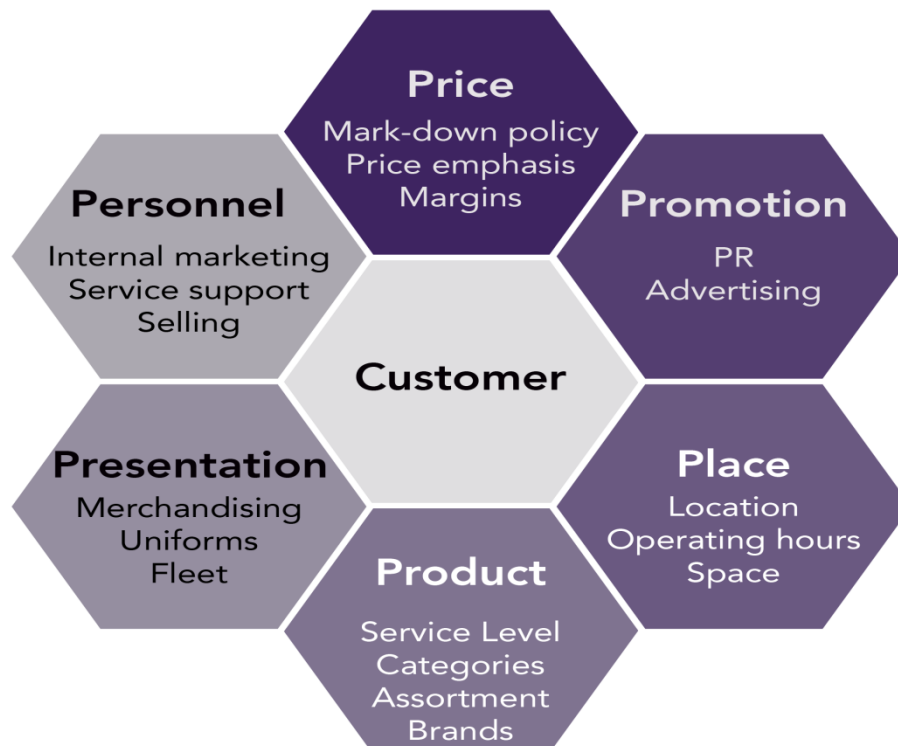 Price
Mark-down policy
Price emphasis
Margins
Promotion
PR
Advertising
Place
Location
Operating hours
Space
Product
Service Level
Categories
Assortment
Brands
Presentation
Merchandising
Uniforms
Fleet
Personnel
Internal marketing
Service support
Selling
Customer